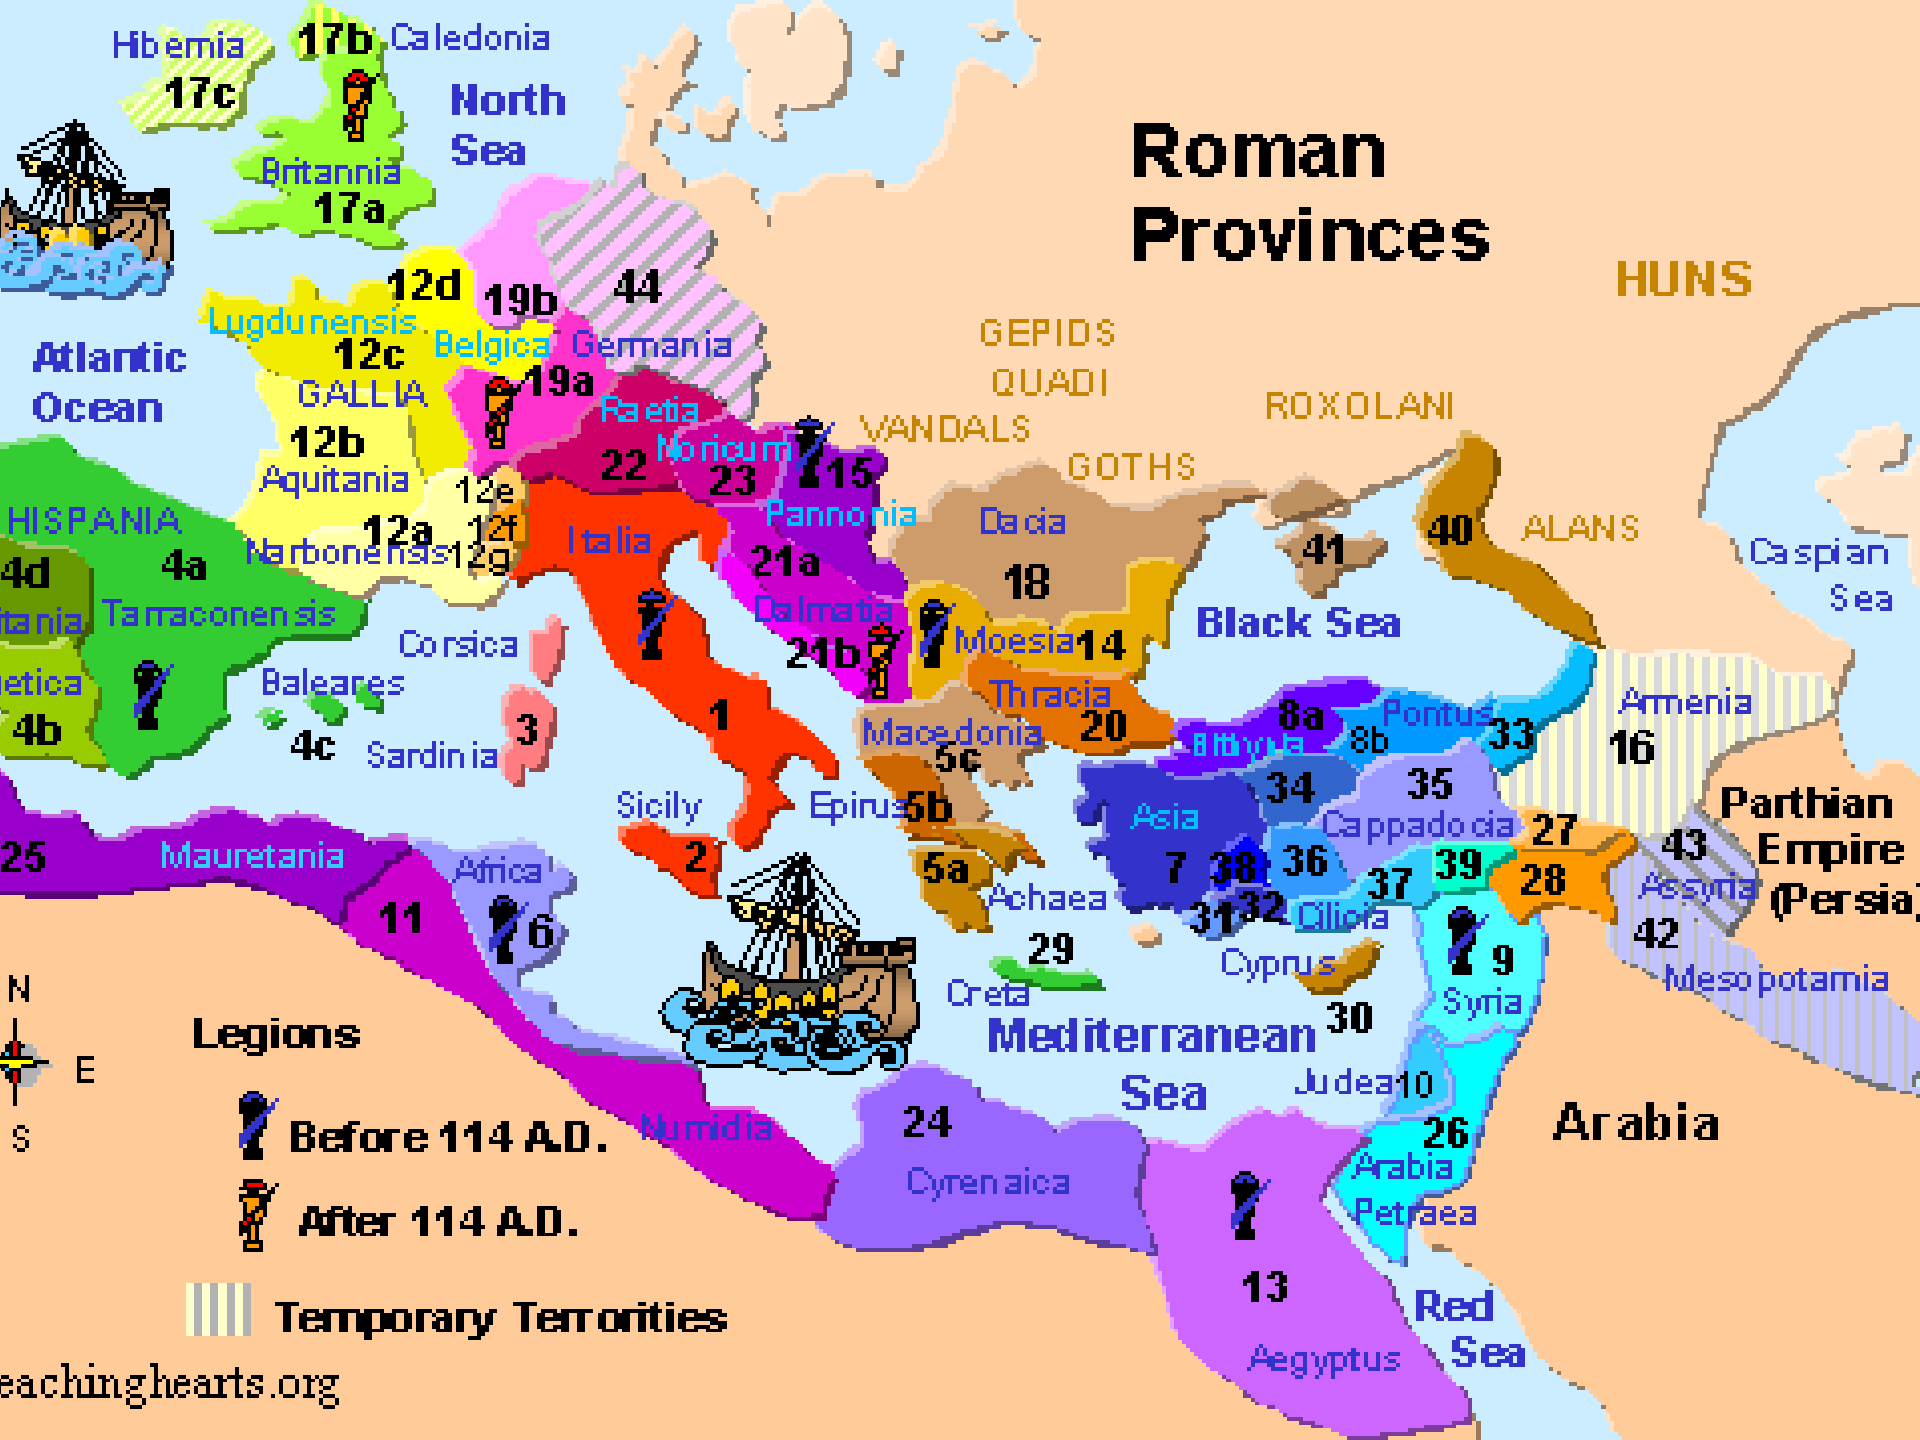 Hibernia
17c
17b
Caledonia
North
Sea
Britannia
17a
Roman
Provinces
HUNS
12d
19b
44
Lugdunensis
12c
Belgica
Germania
19a
GEPIDS
QUADI
Atlantic
Ocean
GALLIA
12b
Aquitania
Raetia
22
Noricum
23
15
Pannonia
VANDALS
GOTHS
ROXOLANI
HISPANIA
4a
4d
itania
Tarraconensis
etica
4b
12e
12f
12g
12a
Narbonensis
Italia
21a
Dalmatia
21b
Dacia
18
41
40
ALANS
Caspian
Sea
Black Sea
Moesia
14
Thracia
20
Corsica
Baleares
4c
Sardinia
3
1
Macedonia
5c
Sicily
2
Epirus
5b
5a
Achaea
8a
Bithynia
8b
Pontus
33
Armenia
16
34
35
Cappadocia
Asia
7
38
36
31
32
37
39
Cilicia
27
28
43
Assyria
42
Mesopotamia
Parthian
Empire
(Persia)
25
Mauretania
11
Africa
6
29
Creta
Cyprus
30
9
Syria
Mediterranean
Sea
Judea
10
26
Arabia
Petraea
Arabia
N
E
S
Legions
Before 114 A.D.
After 114 A.D.
Temporary Terrorities
Numidia
24
Cyrenaica
13
Aegyptus
Red
Sea
eachinghearts.org